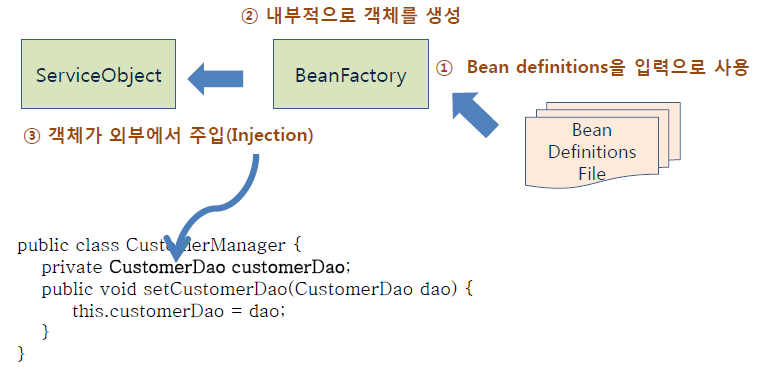 ② 내부적으로 객체를 생성
ServiceObject
BeanFactory
① Bean definitions을 입력으로 사용
③ 객체가 외부에서 주입(Injection)
Bean
Definitions
File
public class CustomerManager {
private CustomerDao customerDao;
public void setCustomerDao(CustomerDao dao) {
this.customerDao = dao;
}
}